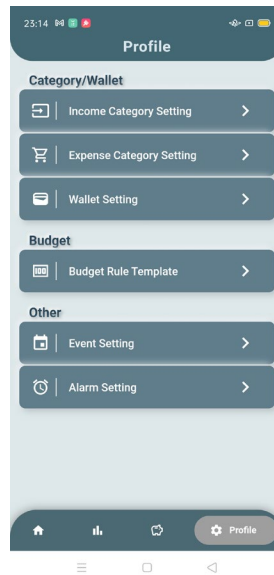 23:14
Profile
Category/Wallet
Income Category Setting
Expense Category Setting
Wallet Setting
Budget
100 Budget Rule Template
Other
Event Setting
Alarm Setting
Profile